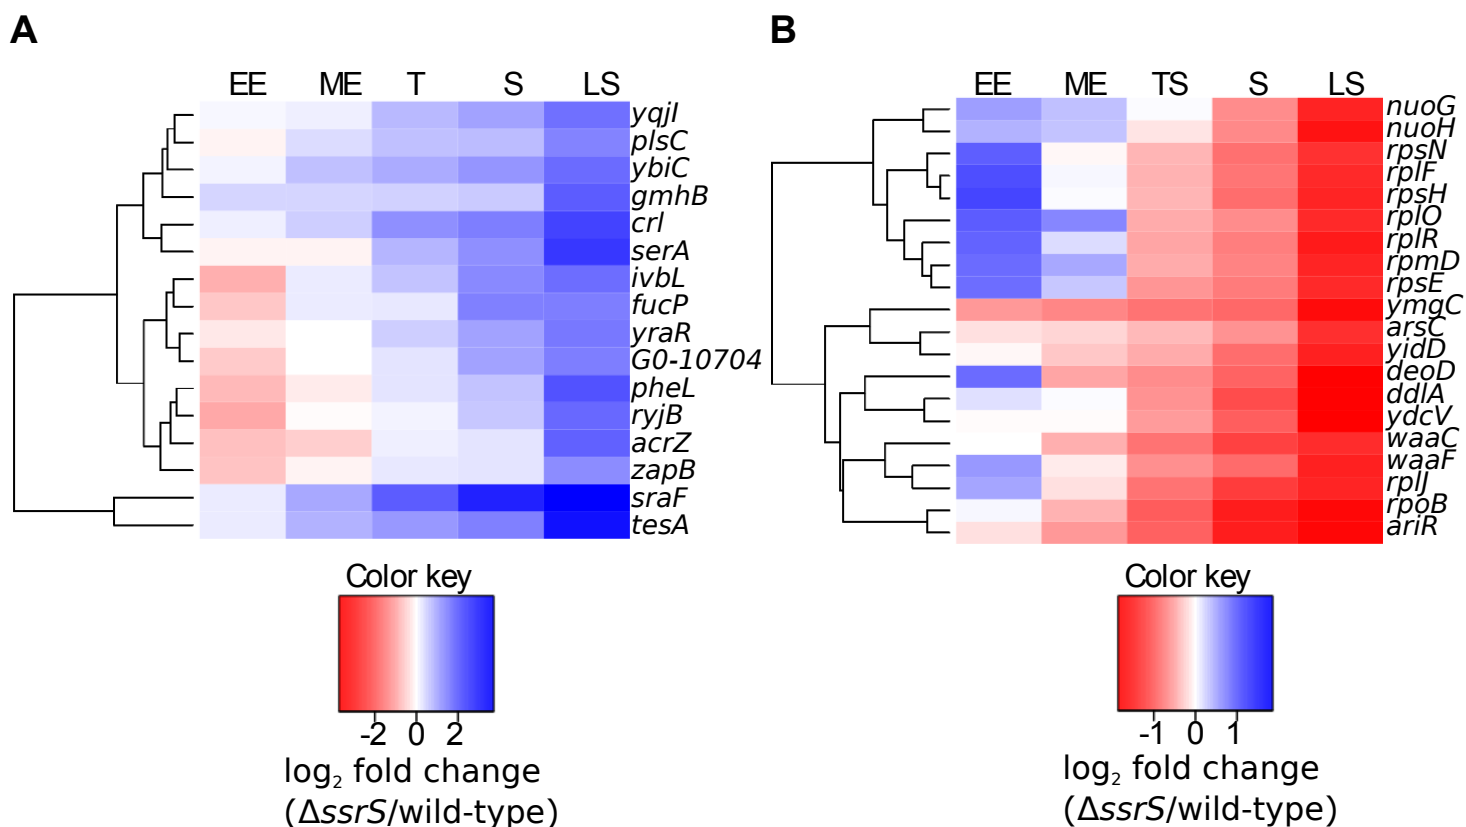 A
EE ME T S LS
yqjI
plsC
ybiC
gmhB
crl
serA
ivbL
fucP
yraR
G0-10704
pheL
ryjB
acrZ
zapB
sraF
tesA
Color key
-2 0 2
log₂ fold change
(ΔssrS/wild-type)
B
EE ME TS S LS
nuoG
nuoH
rpsN
rplF
rpsH
rplO
rplR
rpmD
rpsE
ymgC
arsC
yidD
deoD
ddlA
ydcV
waaC
waaF
rplJ
rpoB
ariR
Color key
-1 0 1
log₂ fold change
(ΔssrS/wild-type)